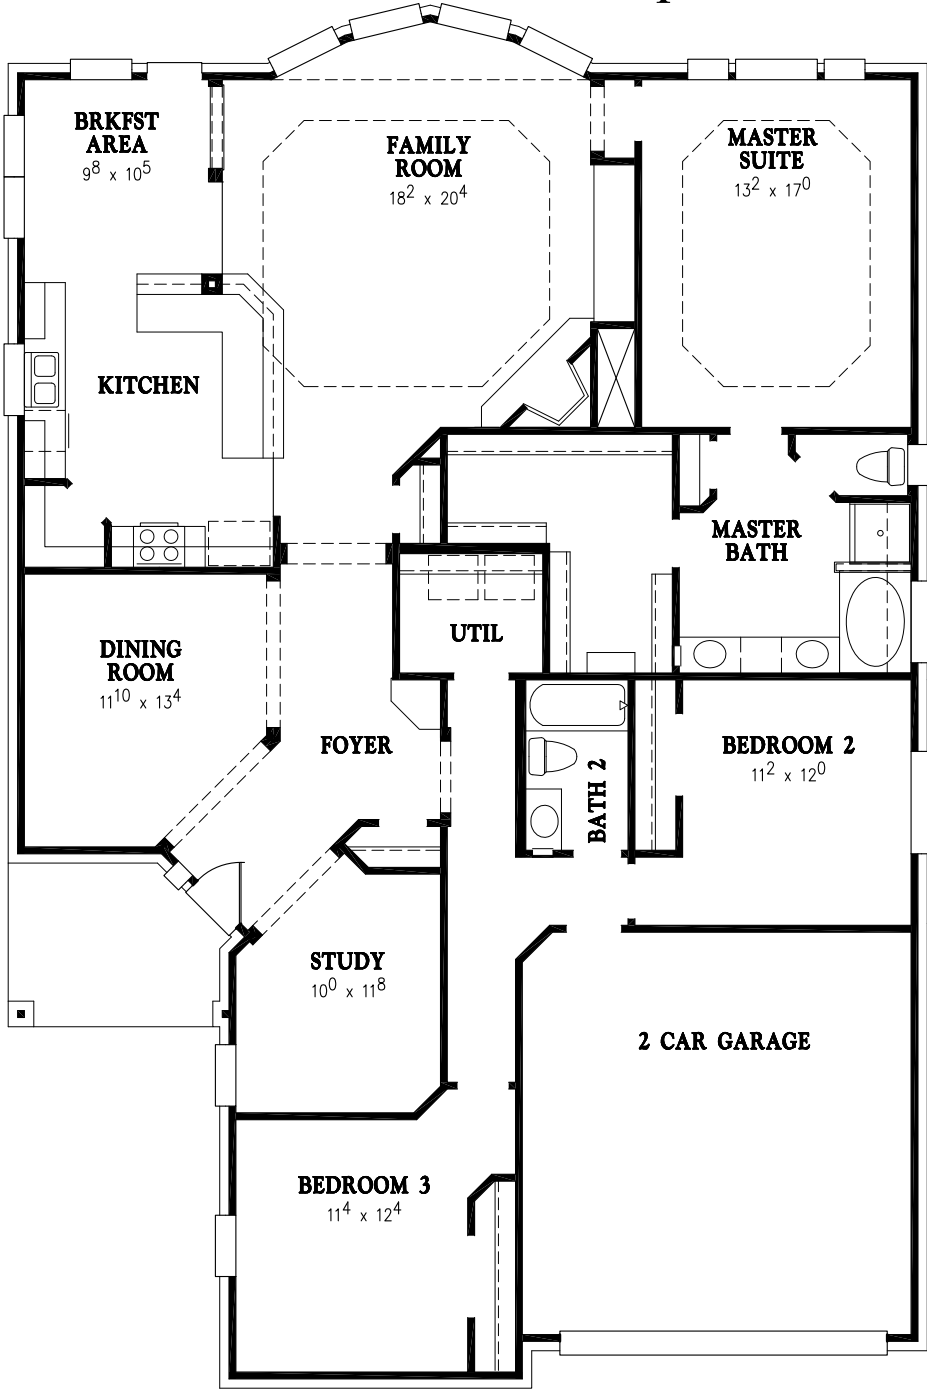 BRKFST
AREA
9⁸ x 10⁵
FAMILY
ROOM
18² x 20⁴
MASTER
SUITE
13² x 17⁰
KITCHEN
MASTER
BATH
UTIL
DINING
ROOM
11¹⁰ x 13⁴
FOYER
BATH 2
BEDROOM 2
11² x 12⁰
STUDY
10⁰ x 11⁸
2 CAR GARAGE
BEDROOM 3
11⁴ x 12⁴